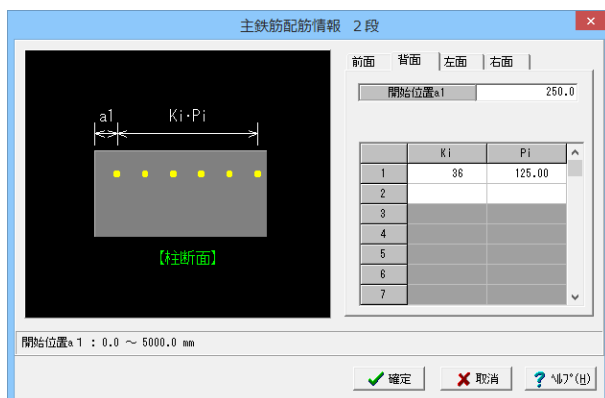 主鉄筋配筋情報 2段
前面 背面 左面 右面
開始位置a1 250.0
a1 Ki･Pi
Ki Pi
1 36 125.00
2
3
4
5
6
7
【柱断面】
開始位置a1 : 0.0 ～ 5000.0 mm
確定 取消 ? ﾍﾙﾌﾟ(H)